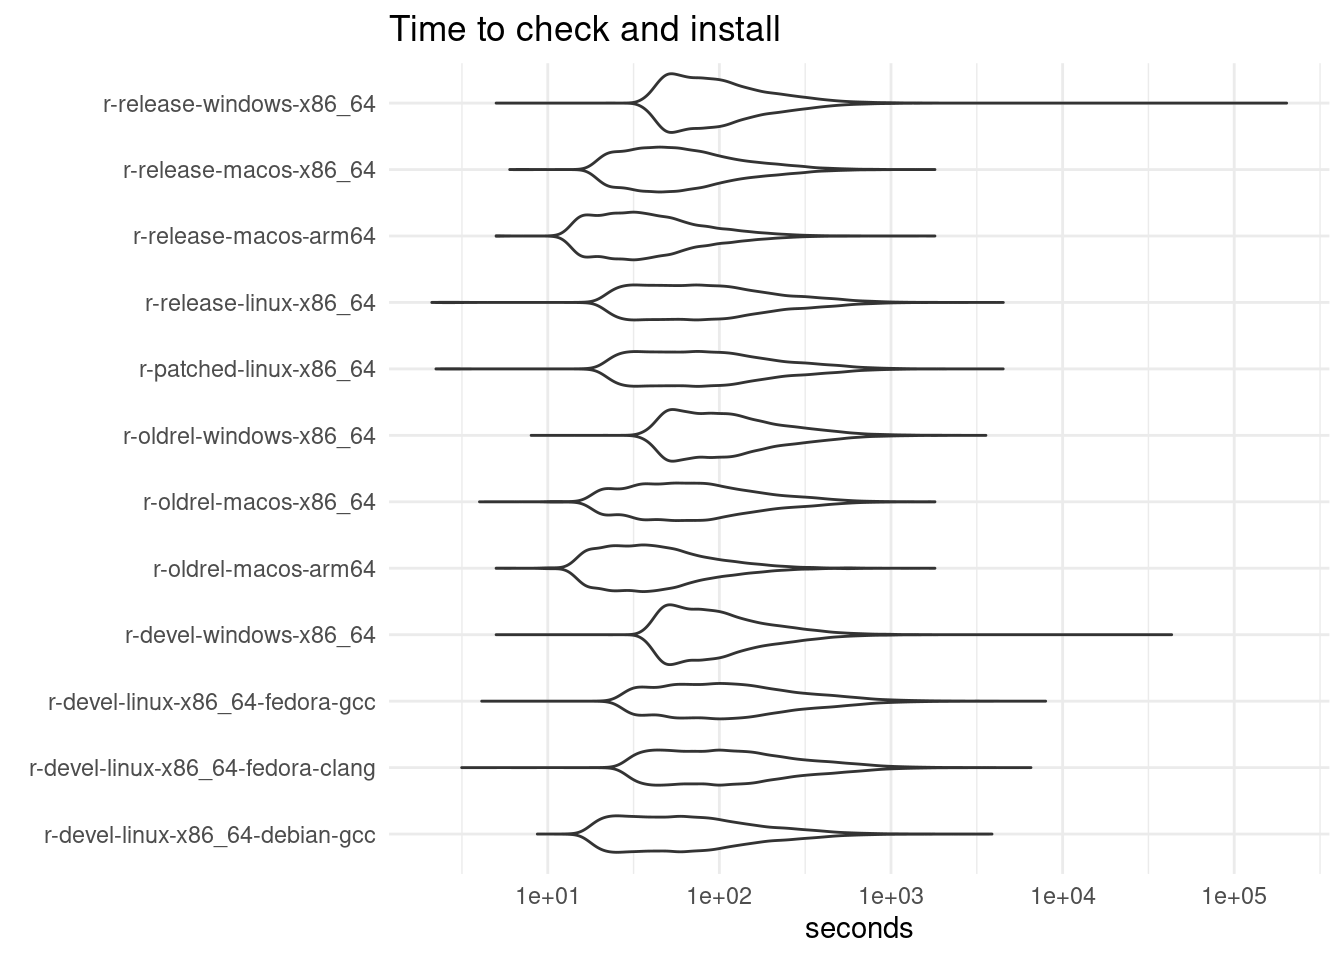 Time to check and install
r-release-windows-x86_64
r-release-macos-x86_64
r-release-macos-arm64
r-release-linux-x86_64
r-patched-linux-x86_64
r-oldrel-windows-x86_64
r-oldrel-macos-x86_64
r-oldrel-macos-arm64
r-devel-windows-x86_64
r-devel-linux-x86_64-fedora-gcc
r-devel-linux-x86_64-fedora-clang
r-devel-linux-x86_64-debian-gcc
1e+01 1e+02 1e+03 1e+04 1e+05
seconds